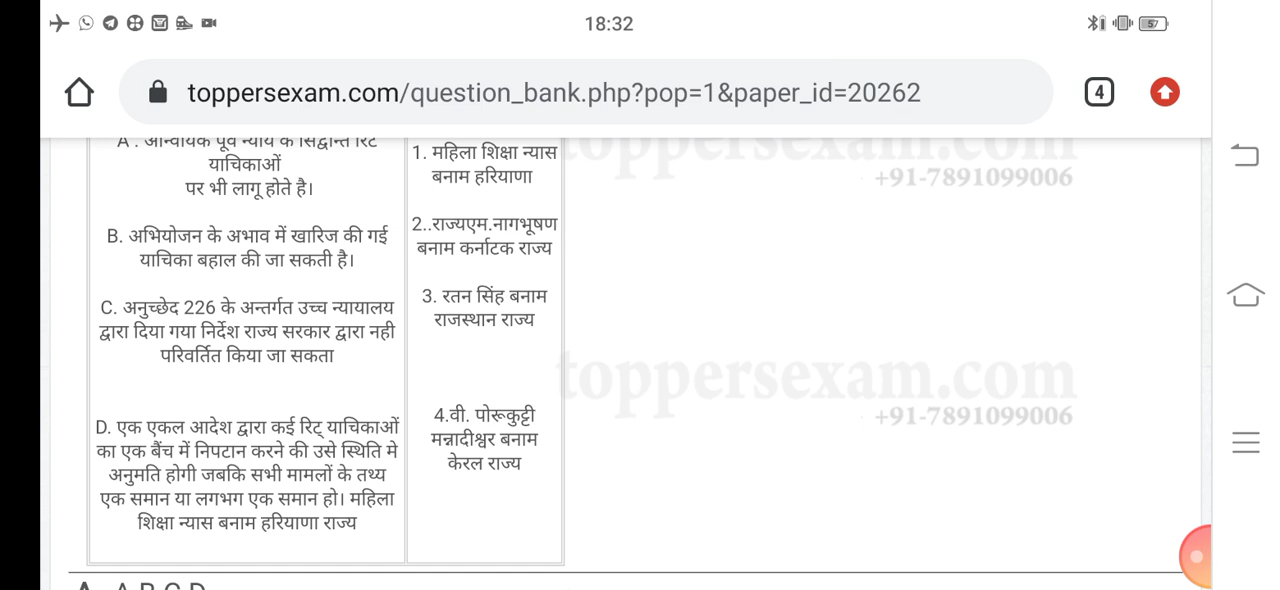 18:32
57
toppersexam.com/question_bank.php?pop=1&paper_id=20262
4
toppersexam.com
+91-7891099006
A . आन्वयिक पूर्व न्याय के सिद्वान्त रिट
याचिकाओं
पर भी लागू होते है।
1. महिला शिक्षा न्यास
बनाम हरियाणा
B. अभियोजन के अभाव में खारिज की गई
याचिका बहाल की जा सकती है।
2..राज्यएम.नागभूषण
बनाम कर्नाटक राज्य
C. अनुच्छेद 226 के अन्तर्गत उच्च न्यायालय
द्वारा दिया गया निर्देश राज्य सरकार द्वारा नही
परिवर्तित किया जा सकता
3. रतन सिंह बनाम
राजस्थान राज्य
toppersexam.com
+91-7891099006
D. एक एकल आदेश द्वारा कई रिट् याचिकाओं
का एक बैंच में निपटान करने की उसे स्थिति मे
अनुमति होगी जबकि सभी मामलों के तथ्य
एक समान या लगभग एक समान हो। महिला
शिक्षा न्यास बनाम हरियाणा राज्य
4.वी. पोरूकुट्टी
मन्नादीश्वर बनाम
केरल राज्य
A B C D